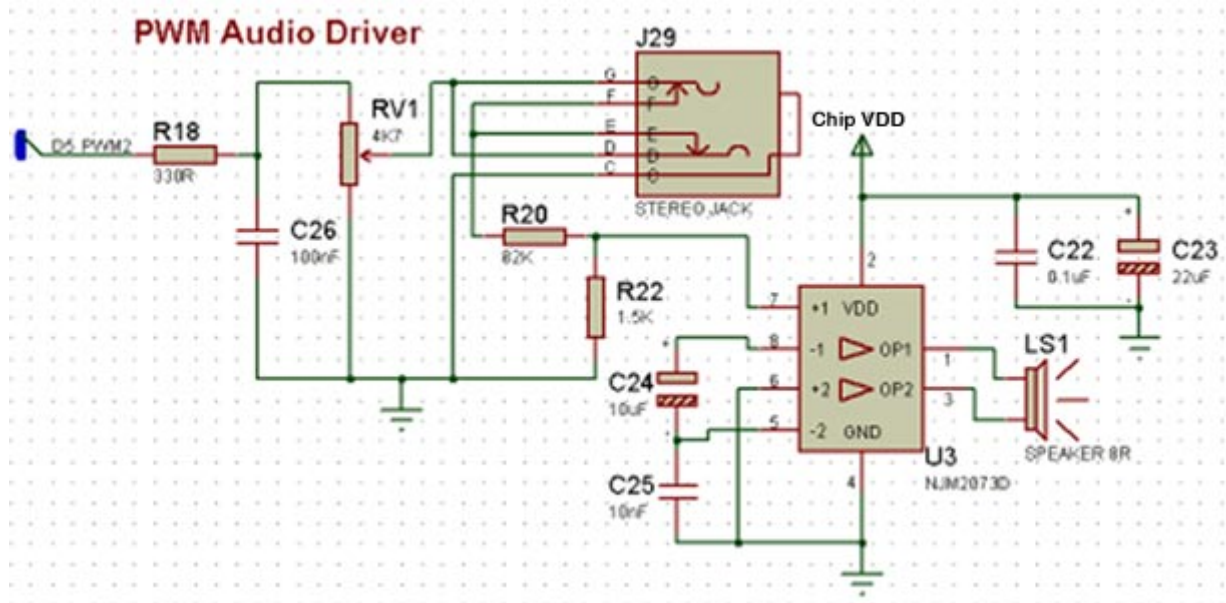 PWM Audio Driver
J29
G
F
E
D
C
O
F
E
D
O
STEREO JACK
RV1
4K7
D5 PWM2
R18
330R
C26
100nF
R20
82K
R22
1.5K
Chip VDD
C22
0.1uF
C23
22uF
2
7
8
6
5
+1 VDD
-1 OP1
+2 OP2
-2 GND
1
3
4
U3
NJM2073D
LS1
SPEAKER 8R
C24
10uF
C25
10nF